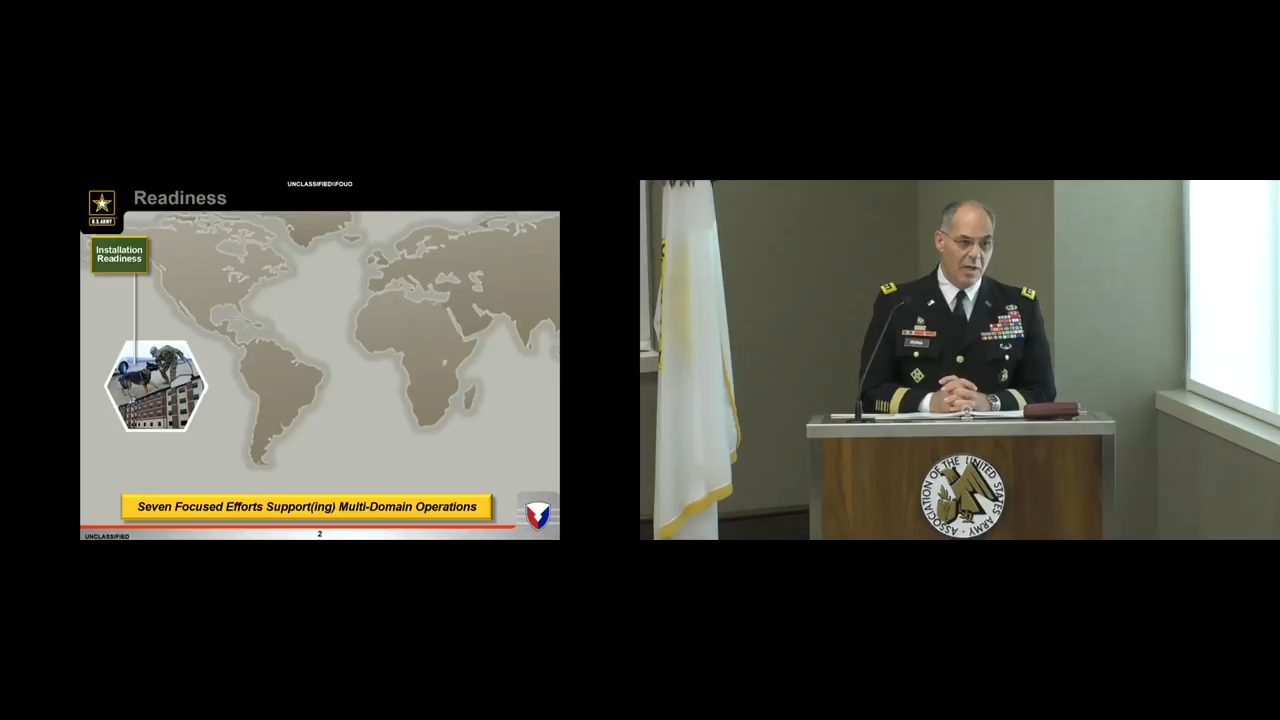 UNCLASSIFIED//FOUO
Readiness
U.S. ARMY
Installation
Readiness
Seven Focused Efforts Support(ing) Multi-Domain Operations
UNCLASSIFIED
2
PERNA
ASSOCIATION OF THE UNITED STATES ARMY